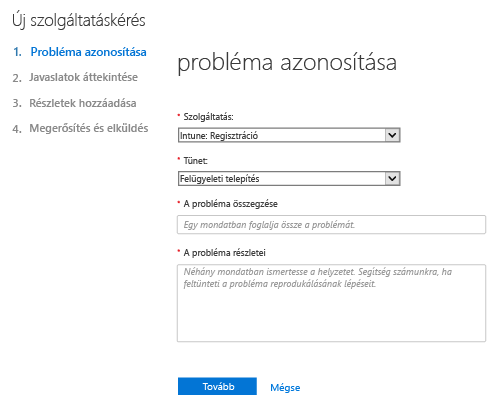 Új szolgáltatáskérés
1. Probléma azonosítása
2. Javaslatok áttekintése
3. Részletek hozzáadása
4. Megerősítés és elküldés
probléma azonosítása
* Szolgáltatás:
Intune: Regisztráció
* Tünet:
Felügyeleti telepítés
* A probléma összegzése
Egy mondatban foglalja össze a problémát.
* A probléma részletei
Néhány mondatban ismertesse a helyzetet. Segítség számunkra, ha
feltünteti a probléma reprodukálásának lépéseit.
Tovább
Mégse